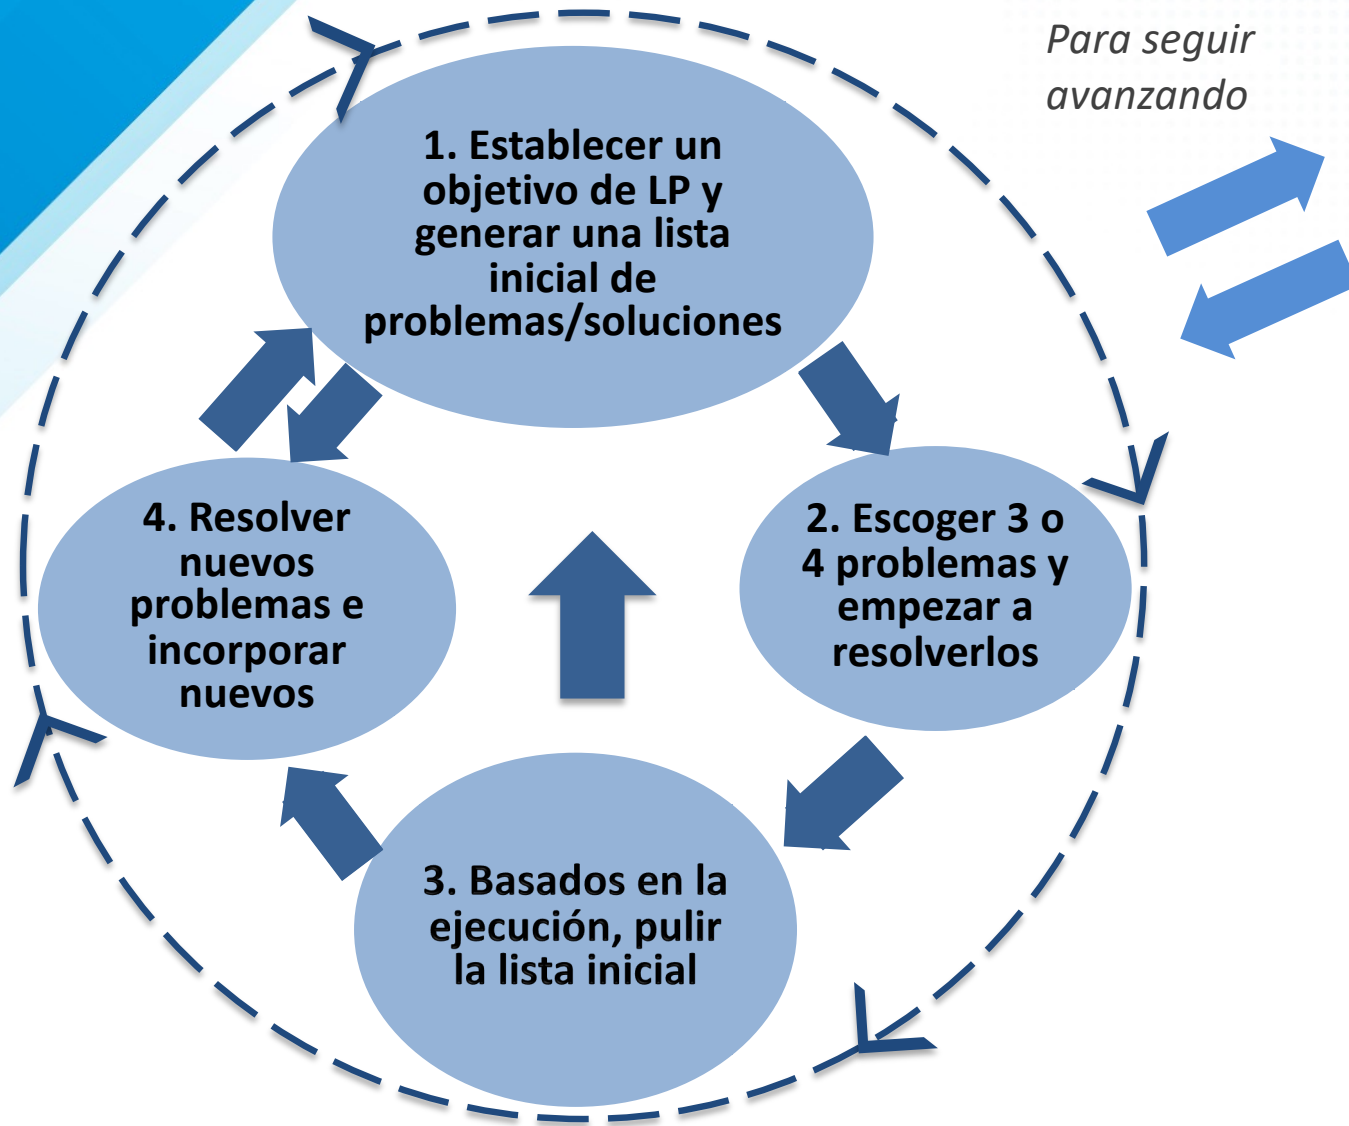 Para seguir
avanzando
1. Establecer un
objetivo de LP y
generar una lista
inicial de
problemas/soluciones
2. Escoger 3 o
4 problemas y
empezar a
resolverlos
3. Basados en la
ejecución, pulir
la lista inicial
4. Resolver
nuevos
problemas e
incorporar
nuevos